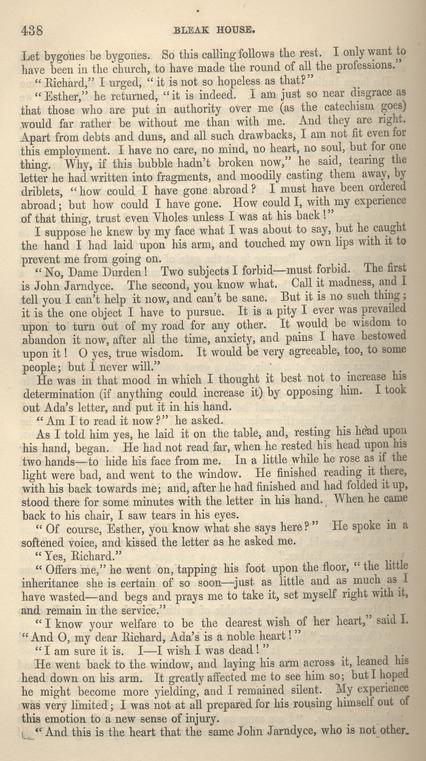 438 BLEAK HOUSE.
Let bygones be bygones. So this calling follows the rest. I only want to
have been in the church, to have made the round of all the professions."
"Richard," I urged, "it is not so hopeless as that?"
"Esther," he returned, "it is indeed. I am just so near disgrace as
that those who are put in authority over me (as the catechism goes)
would far rather be without me than with me. And they are right.
Apart from debts and duns, and all such drawbacks, I am not fit even for
this employment. I have no care, no mind, no heart, no soul, but for one
thing. Why, if this bubble hadn't broken now," he said, tearing the
letter he had written into fragments, and moodily casting them away, by
driblets, "how could I have gone abroad? I must have been ordered
abroad; but how could I have gone. How could I, with my experience
of that thing, trust even Vholes unless I was at his back!"
I suppose he knew by my face what I was about to say, but he caught
the hand I had laid upon his arm, and touched my own lips with it to
prevent me from going on.
"No, Dame Durden! Two subjects I forbid—must forbid. The first
is John Jarndyce. The second, you know what. Call it madness, and I
tell you I can't help it now, and can't be sane. But it is no such thing;
it is the one object I have to pursue. It is a pity I ever was prevailed
upon to turn out of my road for any other. It would be wisdom to
abandon it now, after all the time, anxiety, and pains I have bestowed
upon it! O yes, true wisdom. It would be very agreeable, too, to some
people; but I never will."
He was in that mood in which I thought it best not to increase his
determination (if anything could increase it) by opposing him. I took
out Ada's letter, and put it in his hand.
"Am I to read it now?" he asked.
As I told him yes, he laid it on the table, and, resting his head upon
his hand, began. He had not read far, when he rested his head upon his
two hands—to hide his face from me. In a little while he rose as if the
light were bad, and went to the window. He finished reading it there,
with his back towards me; and, after he had finished and had folded it up,
stood there for some minutes with the letter in his hand. When he came
back to his chair, I saw tears in his eyes.
"Of course, Esther, you know what she says here?" He spoke in a
softened voice, and kissed the letter as he asked me.
"Yes, Richard."
"Offers me," he went on, tapping his foot upon the floor, "the little
inheritance she is certain of so soon—just as little and as much as I
have wasted—and begs and prays me to take it, set myself right with it,
and remain in the service."
"I know your welfare to be the dearest wish of her heart," said I.
"And O, my dear Richard, Ada's is a noble heart!"
"I am sure it is. I—I wish I was dead!"
He went back to the window, and laying his arm across it, leaned his
head down on his arm. It greatly affected me to see him so; but I hoped
he might become more yielding, and I remained silent. My experience
was very limited; I was not at all prepared for his rousing himself out of
this emotion to a new sense of injury.
"And this is the heart that the same John Jarndyce, who is not other-